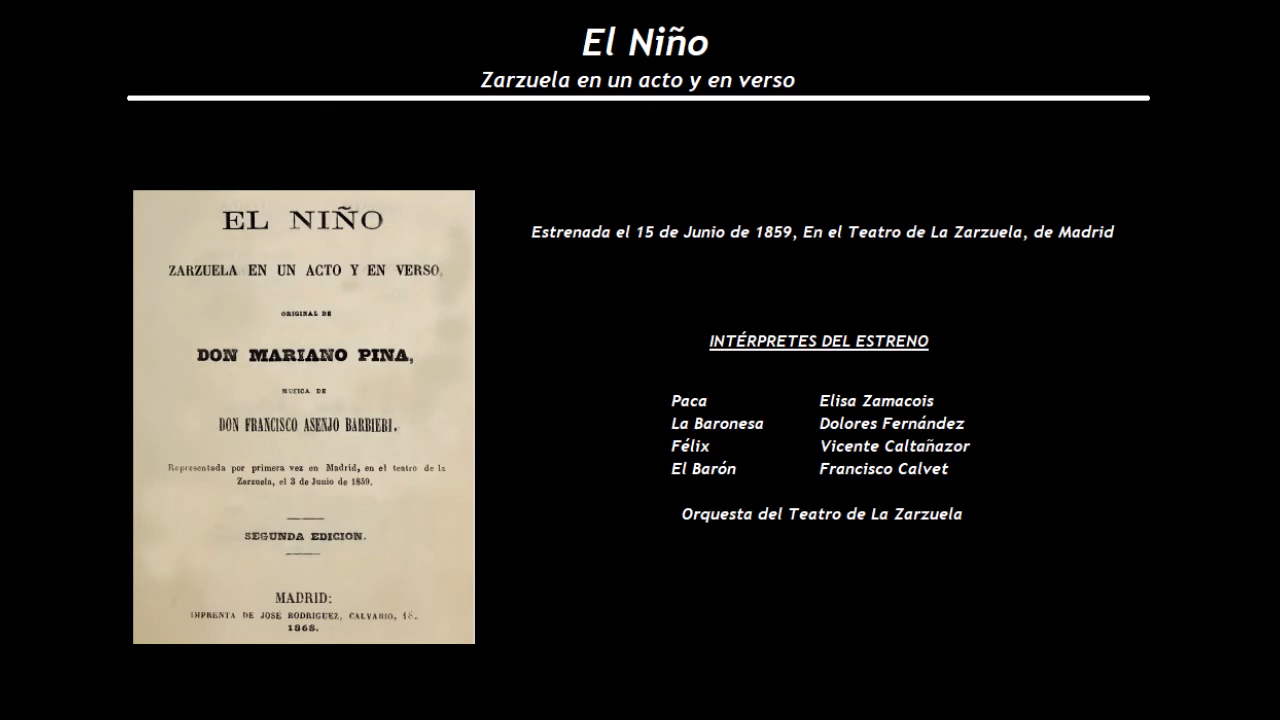 El Niño
Zarzuela en un acto y en verso
EL NIÑO
ZARZUELA EN UN ACTO Y EN VERSO,
ORIGINAL DE
DON MARIANO PINA,
MUSICA DE
DON FRANCISCO ASENJO BARBIERI.
Representada por primera vez en Madrid, en el teatro de la
Zarzuela, el 3 de Junio de 1859.
SEGUNDA EDICION.
MADRID:
IMPRENTA DE JOSÉ RODRIGUEZ, CALVARIO, 18.
1868.
Estrenada el 15 de Junio de 1859, En el Teatro de La Zarzuela, de Madrid
INTÉRPRETES DEL ESTRENO
Paca Elisa Zamacois
La Baronesa Dolores Fernández
Félix Vicente Caltañazor
El Barón Francisco Calvet
Orquesta del Teatro de La Zarzuela